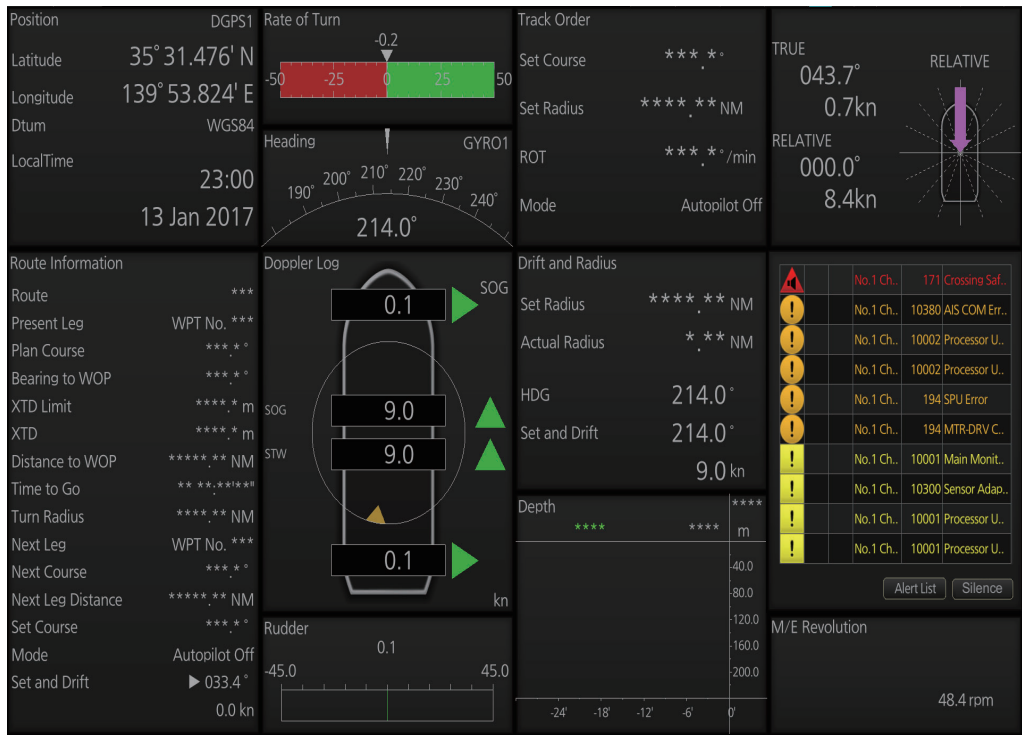 Position DGPS1
Latitude 35° 31.476' N
Longitude 139° 53.824' E
Dtum WGS84
LocalTime
23:00
13 Jan 2017
Rate of Turn
-0.2
-50 -25 0 25 50
Heading GYRO1
190° 200° 210° 220° 230° 240°
214.0°
Track Order
Set Course ***.*°
Set Radius ****.**NM
ROT ***.*°/min
Mode Autopilot Off
TRUE
043.7°
0.7kn
RELATIVE
000.0°
8.4kn
RELATIVE
Route Information
Route ***
Present Leg WPT No. ***
Plan Course ***.*°
Bearing to WOP ***.*°
XTD Limit ****.* m
XTD ****.* m
Distance to WOP *****.** NM
Time to Go ** **:**'**"
Turn Radius ****.** NM
Next Leg WPT No. ***
Next Course ***.*°
Next Leg Distance *****.** NM
Set Course ***.*°
Mode Autopilot Off
Set and Drift ▶ 033.4°
0.0 kn
Doppler Log
0.1 SOG
SOG 9.0
STW 9.0
0.1
kn
Rudder
0.1
-45.0 45.0
Drift and Radius
Set Radius ****.** NM
Actual Radius *.** NM
HDG 214.0°
Set and Drift 214.0°
9.0 kn
Depth
**** **** ****
m
-40.0
-80.0
-120.0
-160.0
-200.0
-24' -18' -12' -6' 0'
! No.1 Ch.. 171 Crossing Saf..
! No.1 Ch.. 10380 AIS COM Err..
! No.1 Ch.. 10002 Processor U..
! No.1 Ch.. 10002 Processor U..
! No.1 Ch.. 194 SPU Error
! No.1 Ch.. 194 MTR-DRV C..
! No.1 Ch.. 10001 Main Monit..
! No.1 Ch.. 10300 Sensor Adap..
! No.1 Ch.. 10001 Processor U..
! No.1 Ch.. 10001 Processor U..
Alert List Silence
M/E Revolution
48.4 rpm